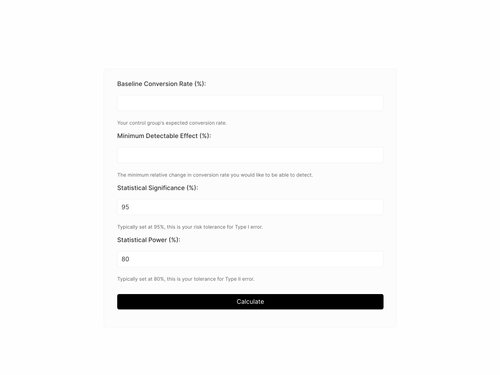 Baseline Conversion Rate (%):
Your control group's expected conversion rate.
Minimum Detectable Effect (%):
The minimum relative change in conversion rate you would like to be able to detect.
Statistical Significance (%):
95
Typically set at 95%, this is your risk tolerance for Type I error.
Statistical Power (%):
80
Typically set at 80%, this is your tolerance for Type II error.
Calculate